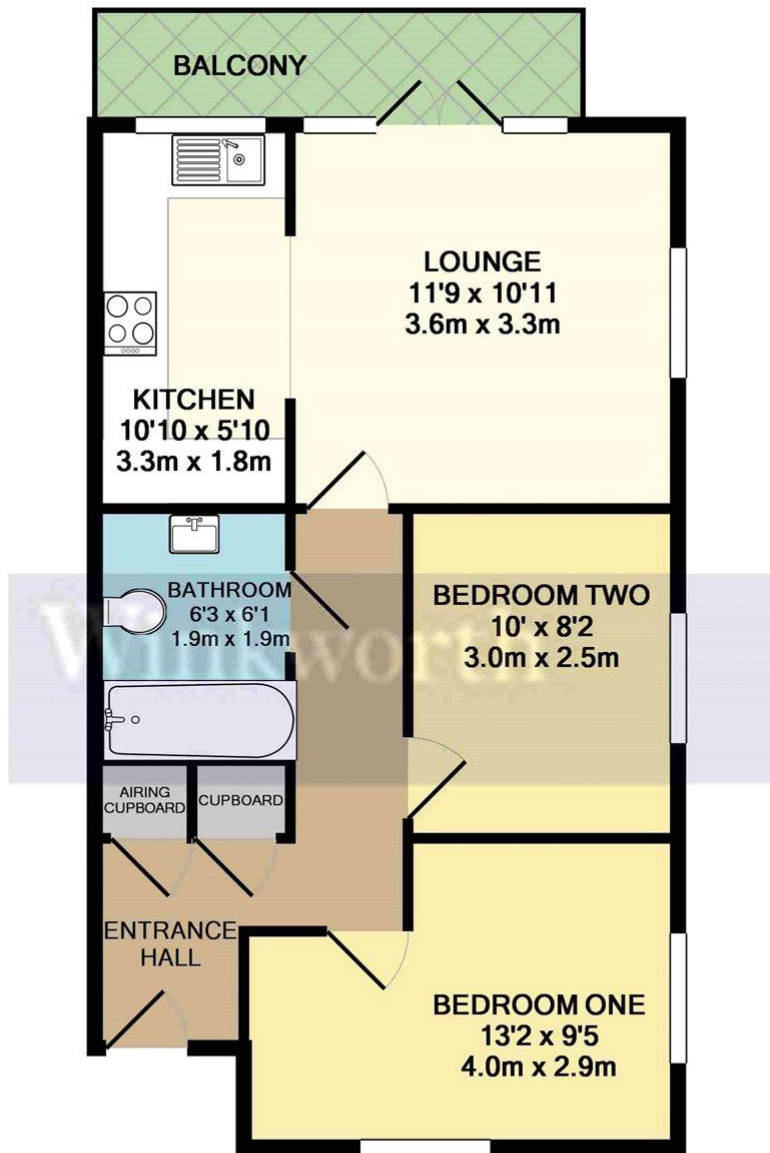 BALCONY
LOUNGE
11'9 x 10'11
3.6m x 3.3m
KITCHEN
10'10 x 5'10
3.3m x 1.8m
BATHROOM
6'3 x 6'1
1.9m x 1.9m
BEDROOM TWO
10' x 8'2
3.0m x 2.5m
Winkworth
AIRING
CUPBOARD
CUPBOARD
ENTRANCE
HALL
BEDROOM ONE
13'2 x 9'5
4.0m x 2.9m